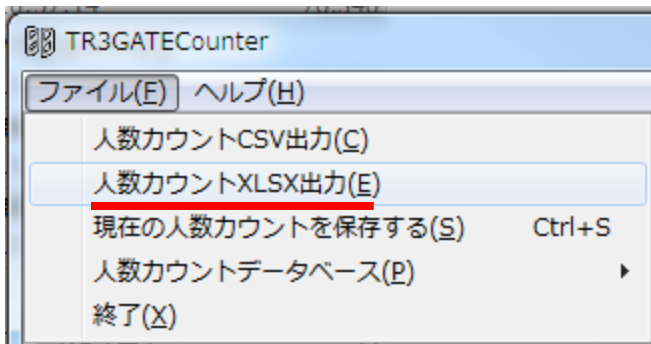 TR3GATECounter
ファイル(F) ヘルプ(H)
人数カウントCSV出力(C)
人数カウントXLSX出力(E)
現在の人数カウントを保存する(S) Ctrl+S
人数カウントデータベース(P)
終了(X)